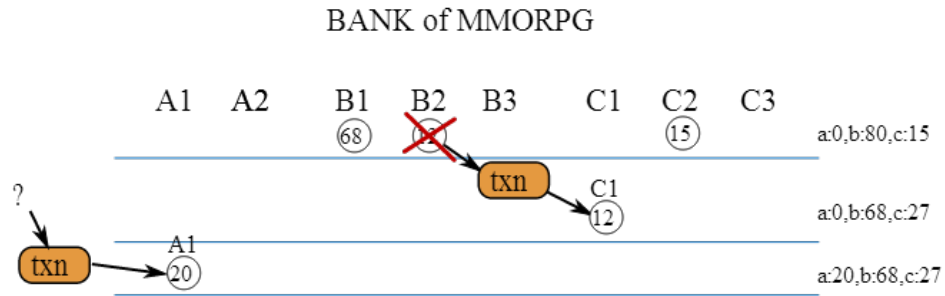 BANK of MMORPG
A1 A2 B1 B2 B3 C1 C2 C3
68 12 15 a:0,b:80,c:15
txn
C1
? 12 a:0,b:68,c:27
A1
txn 20 a:20,b:68,c:27